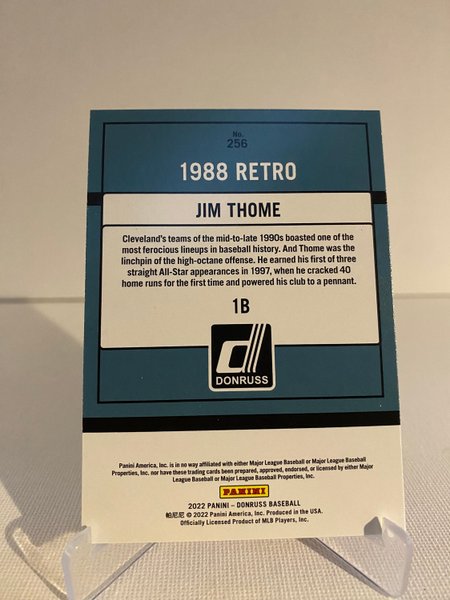 No.
256
1988 RETRO
JIM THOME
Cleveland's teams of the mid-to-late 1990s boasted one of the
most ferocious lineups in baseball history. And Thome was the
linchpin of the high-octane offense. He earned his first of three
straight All-Star appearances in 1997, when he cracked 40
home runs for the first time and powered his club to a pennant.
1B
d
DONRUSS
Panini America, Inc. is in no way affiliated with either Major League Baseball or Major League Baseball
Properties, Inc. nor have these trading cards been prepared, approved, endorsed, or licensed by either Major
League Baseball or Major League Baseball Properties, Inc.
PANINI
2022 PANINI – DONRUSS BASEBALL
帕尼尼 © 2022 Panini America, Inc. Produced in the USA.
Officially Licensed Product of MLB Players, Inc.